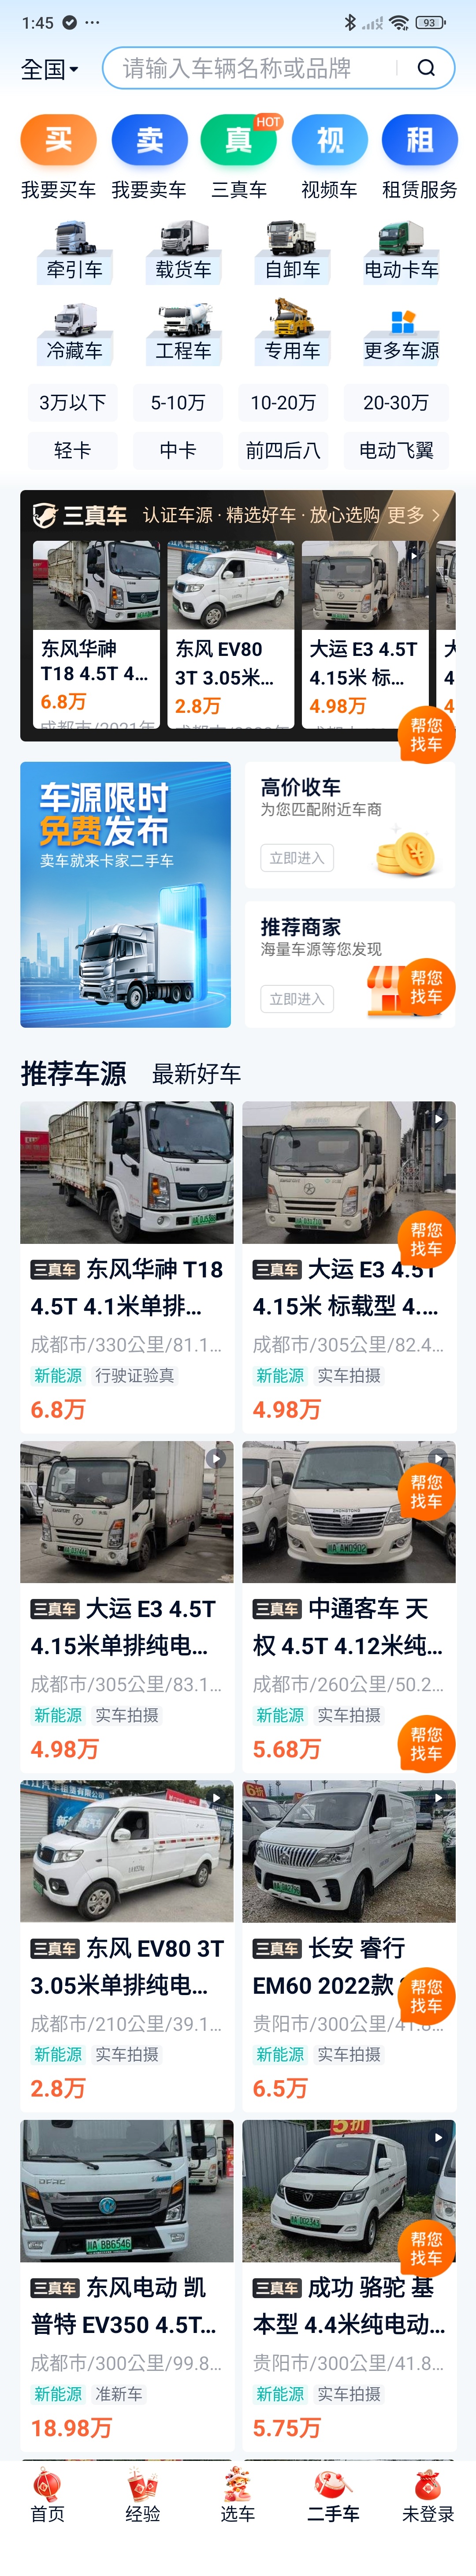 1:45
93
全国
请输入车辆名称或品牌
买
卖
真
HOT
视
租
我要买车
我要卖车
三真车
视频车
租赁服务
牵引车
载货车
自卸车
电动卡车
冷藏车
工程车
专用车
更多车源
3万以下
5-10万
10-20万
20-30万
轻卡
中卡
前四后八
电动飞翼
三真车
认证车源 · 精选好车 · 放心选购
更多
东风华神
T18 4.5T 4...
6.8万
东风 EV80
3T 3.05米...
2.8万
大运 E3 4.5T
4.15米 标...
4.98万
帮您
找车
车源限时
免费发布
卖车就来卡家二手车
高价收车
为您匹配附近车商
立即进入
推荐商家
海量车源等您发现
立即进入
帮您
找车
推荐车源
最新好车
三真车 东风华神 T18
4.5T 4.1米单排...
成都市/330公里/81.1...
新能源
行驶证验真
6.8万
帮您
找车
三真车 大运 E3 4.5T
4.15米 标载型 4....
成都市/305公里/82.4...
新能源
实车拍摄
4.98万
三真车 大运 E3 4.5T
4.15米单排纯电...
成都市/305公里/83.1...
新能源
实车拍摄
4.98万
帮您
找车
三真车 中通客车 天
权 4.5T 4.12米纯...
成都市/260公里/50.2...
新能源
实车拍摄
5.68万
帮您
找车
三真车 东风 EV80 3T
3.05米单排纯电...
成都市/210公里/39.1...
新能源
实车拍摄
2.8万
6折
三真车 长安 睿行
EM60 2022款
帮您
找车
贵阳市/300公里/41.8...
新能源
实车拍摄
6.5万
三真车 东风电动 凯
普特 EV350 4.5T...
成都市/300公里/99.8...
新能源
准新车
18.98万
5折
帮您
找车
三真车 成功 骆驼 基
本型 4.4米纯电动...
贵阳市/300公里/41.8...
新能源
实车拍摄
5.75万
首页
经验
选车
二手车
未登录